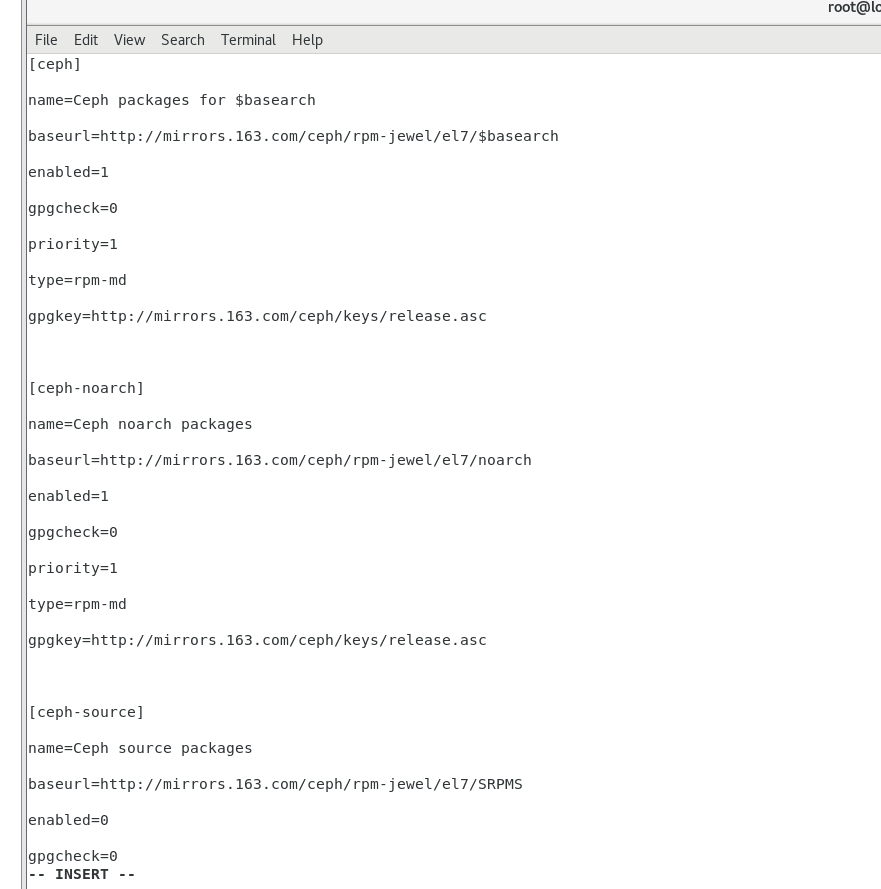 root@lo
File Edit View Search Terminal Help
[ceph]
name=Ceph packages for $basearch
baseurl=http://mirrors.163.com/ceph/rpm-jewel/el7/$basearch
enabled=1
gpgcheck=0
priority=1
type=rpm-md
gpgkey=http://mirrors.163.com/ceph/keys/release.asc
[ceph-noarch]
name=Ceph noarch packages
baseurl=http://mirrors.163.com/ceph/rpm-jewel/el7/noarch
enabled=1
gpgcheck=0
priority=1
type=rpm-md
gpgkey=http://mirrors.163.com/ceph/keys/release.asc
[ceph-source]
name=Ceph source packages
baseurl=http://mirrors.163.com/ceph/rpm-jewel/el7/SRPMS
enabled=0
gpgcheck=0
-- INSERT --